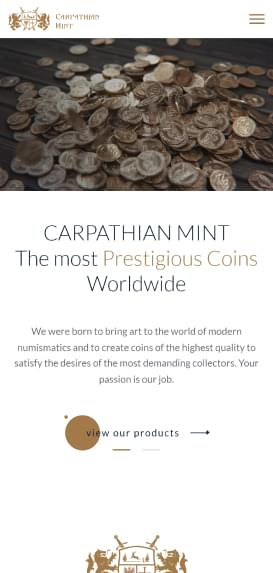 CARPATHIAN
MINT
CARPATHIAN MINT
The most Prestigious Coins
Worldwide
We were born to bring art to the world of modern
numismatics and to create coins of the highest quality to
satisfy the desires of the most demanding collectors. Your
passion is our job.
view our products